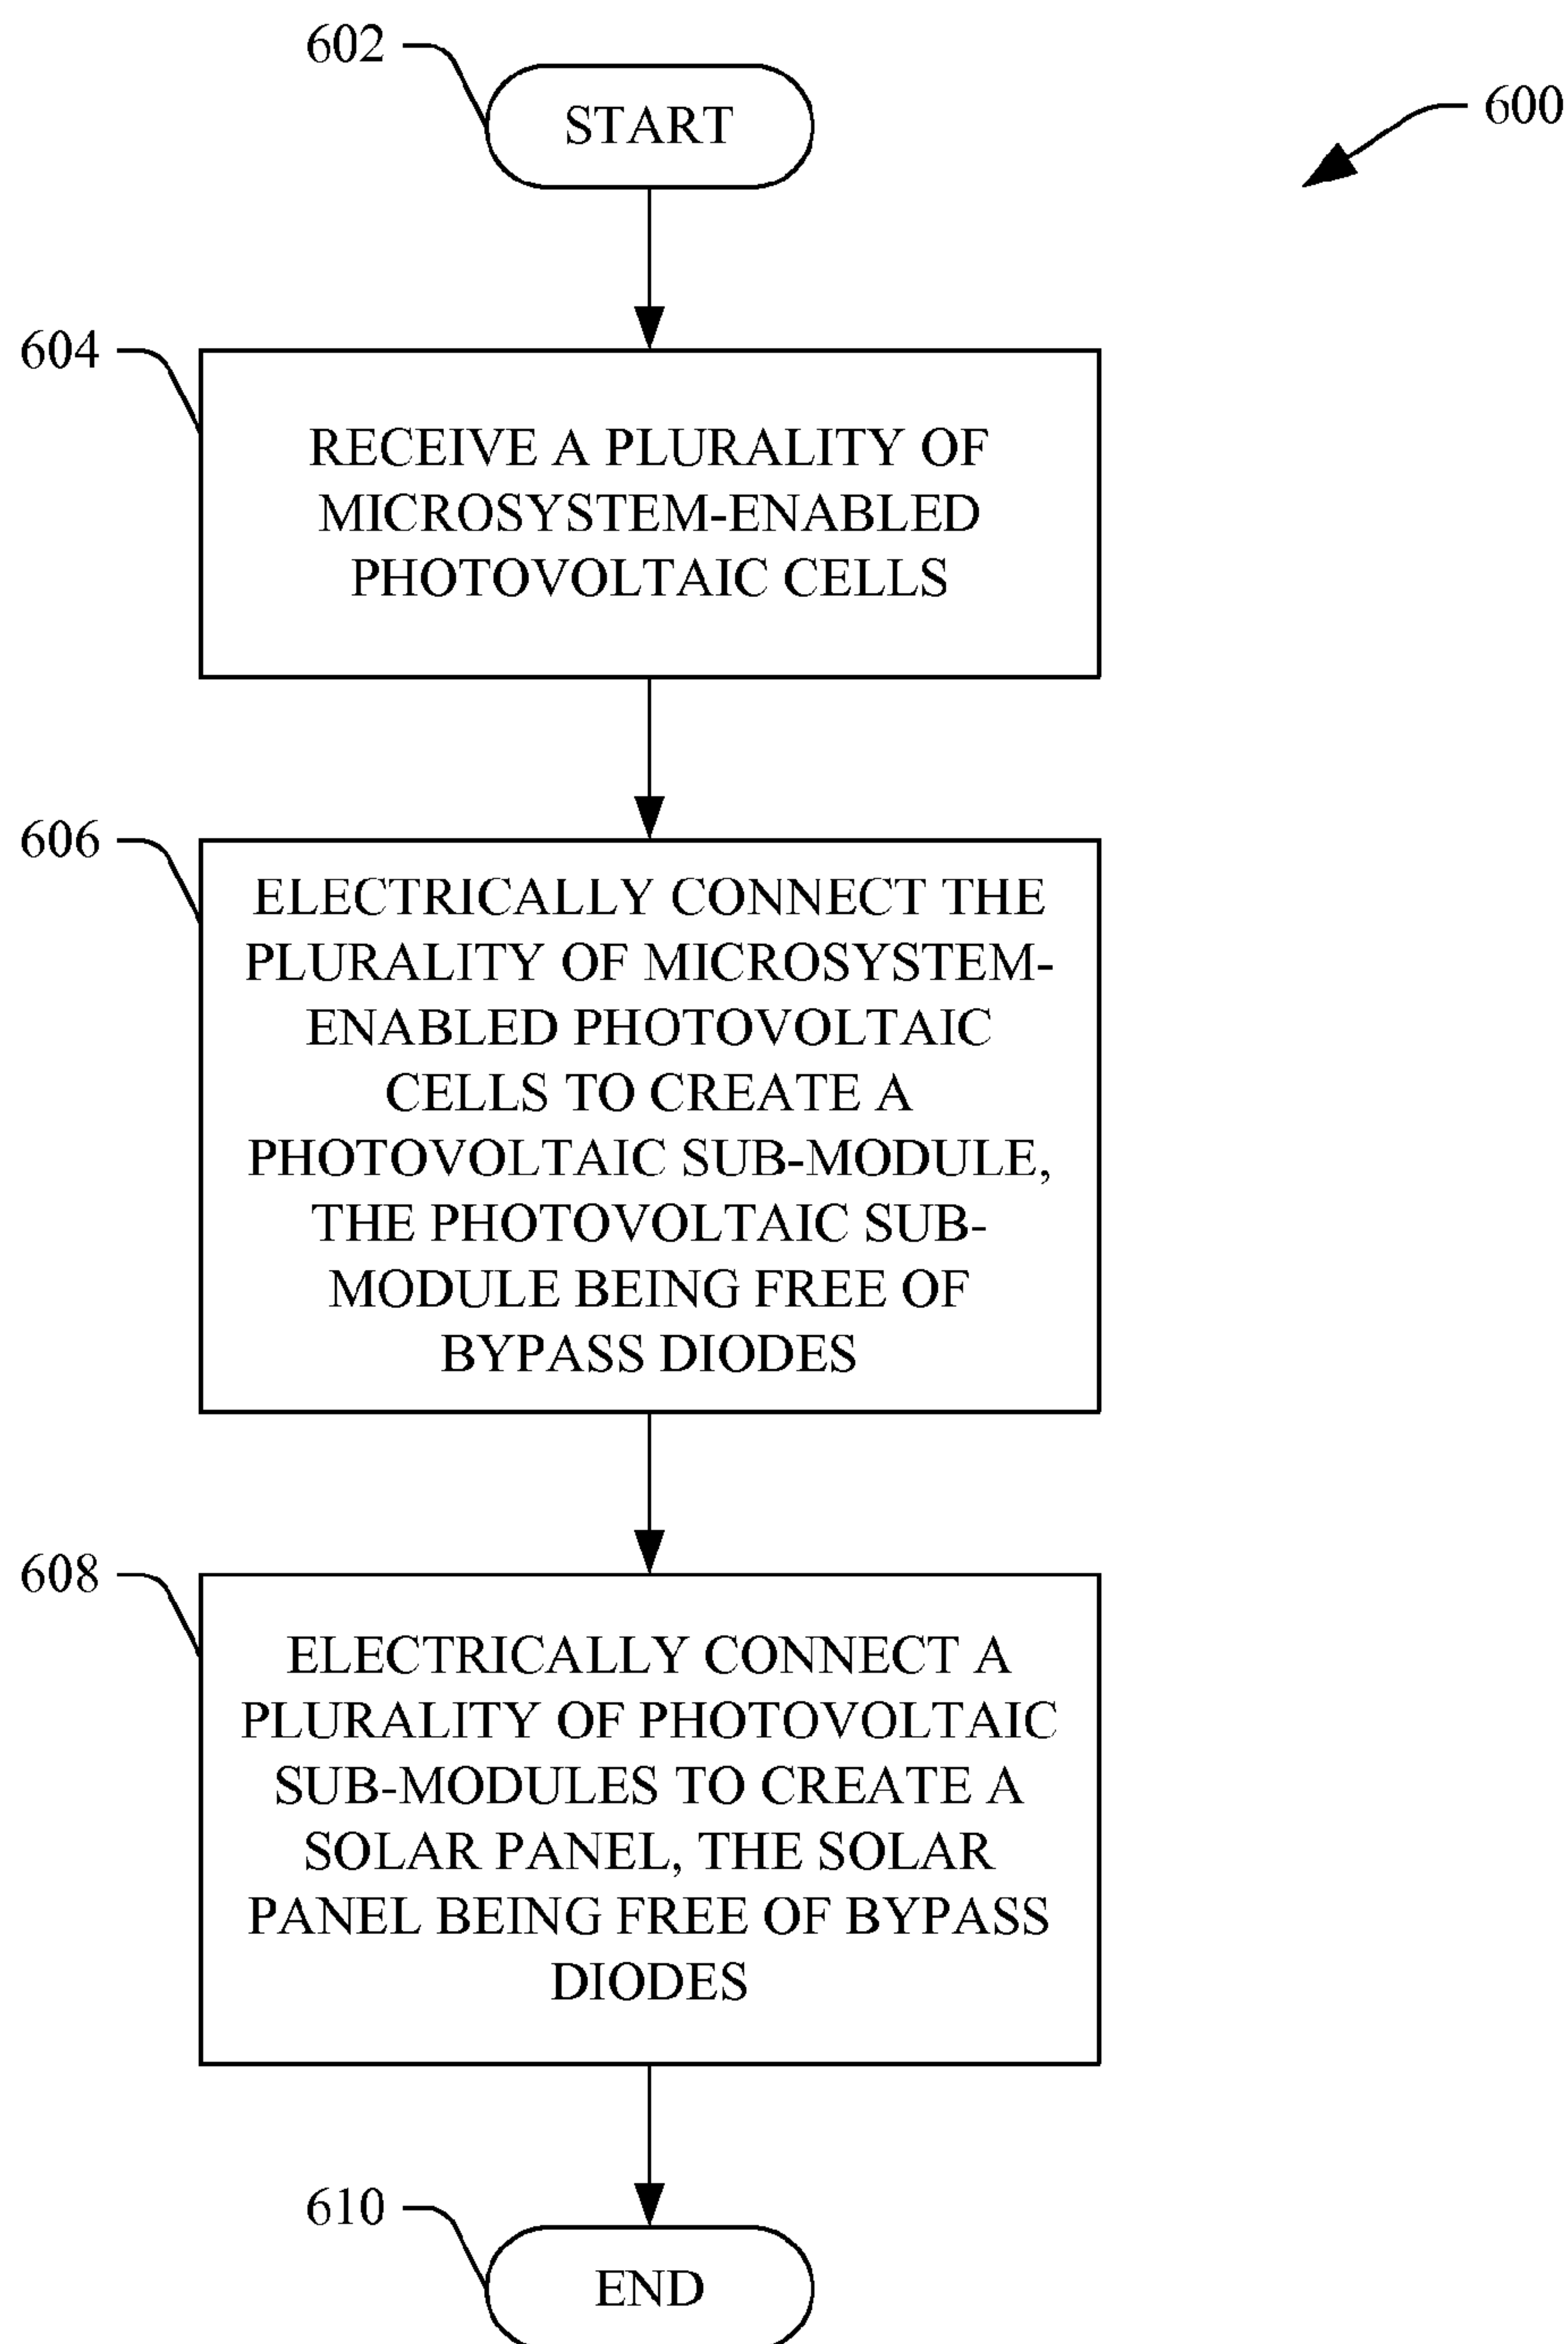 602
START
600
604
RECEIVE A PLURALITY OF
MICROSYSTEM-ENABLED
PHOTOVOLTAIC CELLS
606
ELECTRICALLY CONNECT THE
PLURALITY OF MICROSYSTEM-
ENABLED PHOTOVOLTAIC
CELLS TO CREATE A
PHOTOVOLTAIC SUB-MODULE,
THE PHOTOVOLTAIC SUB-
MODULE BEING FREE OF
BYPASS DIODES
608
ELECTRICALLY CONNECT A
PLURALITY OF PHOTOVOLTAIC
SUB-MODULES TO CREATE A
SOLAR PANEL, THE SOLAR
PANEL BEING FREE OF BYPASS
DIODES
610
END